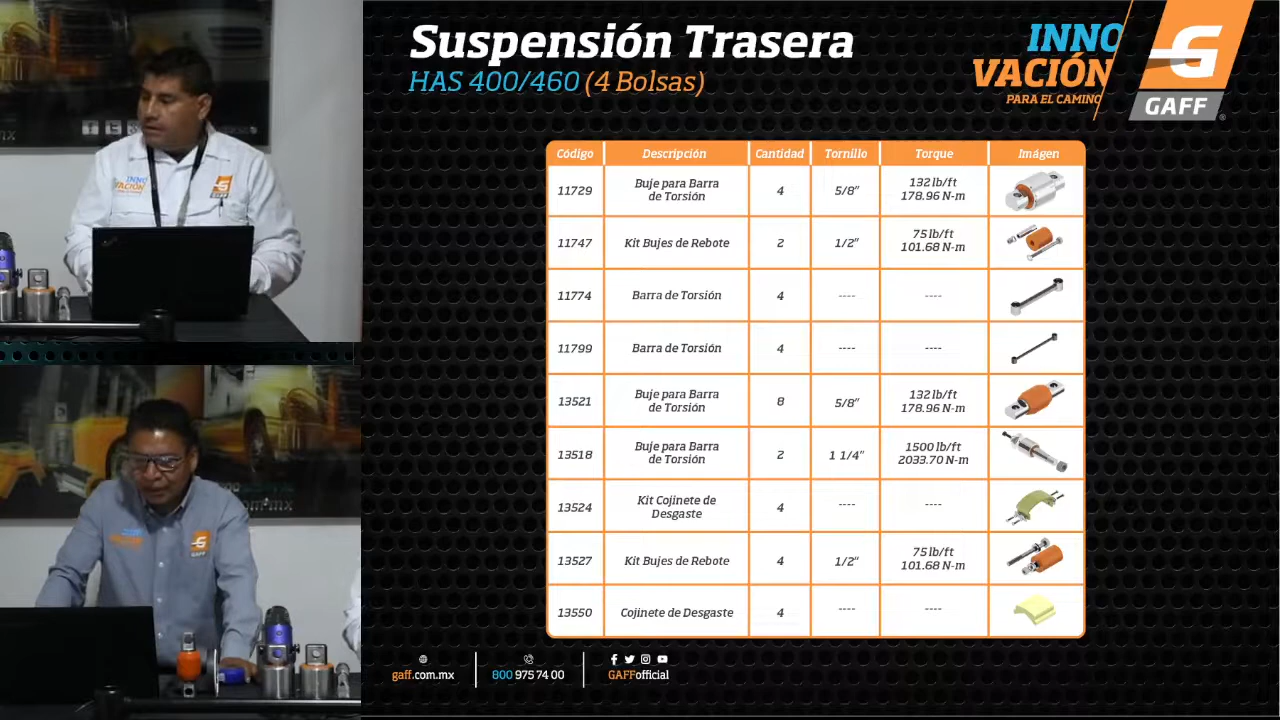 Suspensión Trasera
HAS 400/460 (4 Bolsas)
INNO
VACIÓN
PARA EL CAMINO
GAFF
Código Descripción Cantidad Tornillo Torque Imágen
11729 Buje para Barra de Torsión 4 5/8" 132 lb/ft 178.96 N-m
11747 Kit Bujes de Rebote 2 1/2" 75 lb/ft 101.68 N-m
11774 Barra de Torsión 4 ---- ----
11799 Barra de Torsión 4 ---- ----
13521 Buje para Barra de Torsión 8 5/8" 132 lb/ft 178.96 N-m
13518 Buje para Barra de Torsión 2 1 1/4" 1500 lb/ft 2033.70 N-m
13524 Kit Cojinete de Desgaste 4 ---- ----
13527 Kit Bujes de Rebote 4 1/2" 75 lb/ft 101.68 N-m
13550 Cojinete de Desgaste 4 ---- ----
gaff.com.mx
800 975 74 00
GAFFofficial
INNO
VACIÓN
GAFF
GAFF